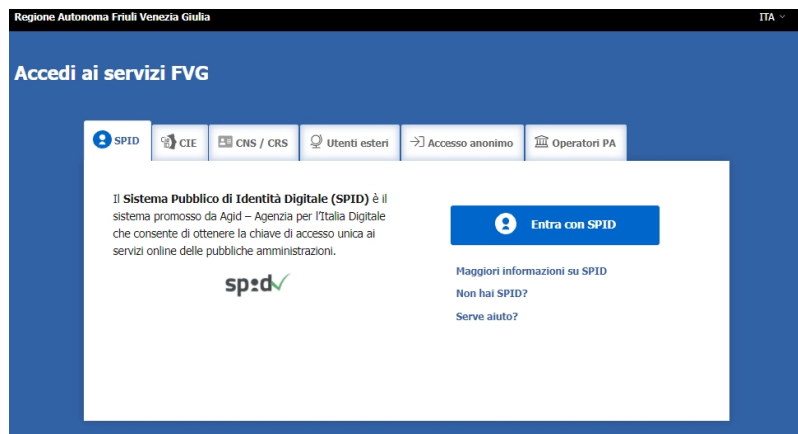 Regione Autonoma Friuli Venezia Giulia
ITA
Accedi ai servizi FVG
SPID
CIE
CNS / CRS
Utenti esteri
Accesso anonimo
Operatori PA
Il Sistema Pubblico di Identità Digitale (SPID) è il
sistema promosso da Agid – Agenzia per l'Italia Digitale
che consente di ottenere la chiave di accesso unica ai
servizi online delle pubbliche amministrazioni.
spid
Entra con SPID
Maggiori informazioni su SPID
Non hai SPID?
Serve aiuto?